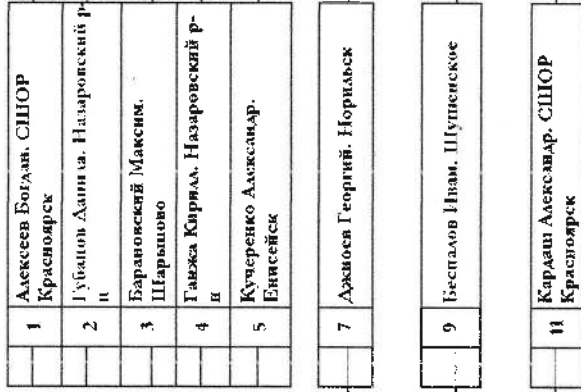 1
Алексеев Богдан. СШОР
Красноярск
2
Губанов Данила. Назаровский р-
н
3
Барановский Максим.
Шарыпово
4
Ганжа Кирилл. Назаровский р-
н
5
Кучеренко Александр.
Енисейск
7
Джиоев Георгий. Норильск
9
Беспалов Иван. Шушенское
11
Кардаш Александр. СШОР
Красноярск